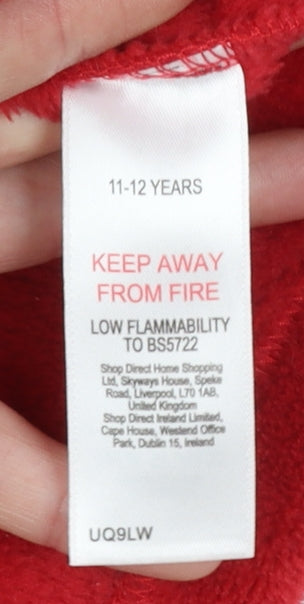 11-12 YEARS
KEEP AWAY
FROM FIRE
LOW FLAMMABILITY
TO BS5722
Shop Direct Home Shopping
Ltd, Skyways House, Speke
Road, Liverpool, L70 1AB,
United Kingdom
Shop Direct Ireland Limited,
Cape House, Westend Office
Park, Dublin 15, Ireland
UQ9LW